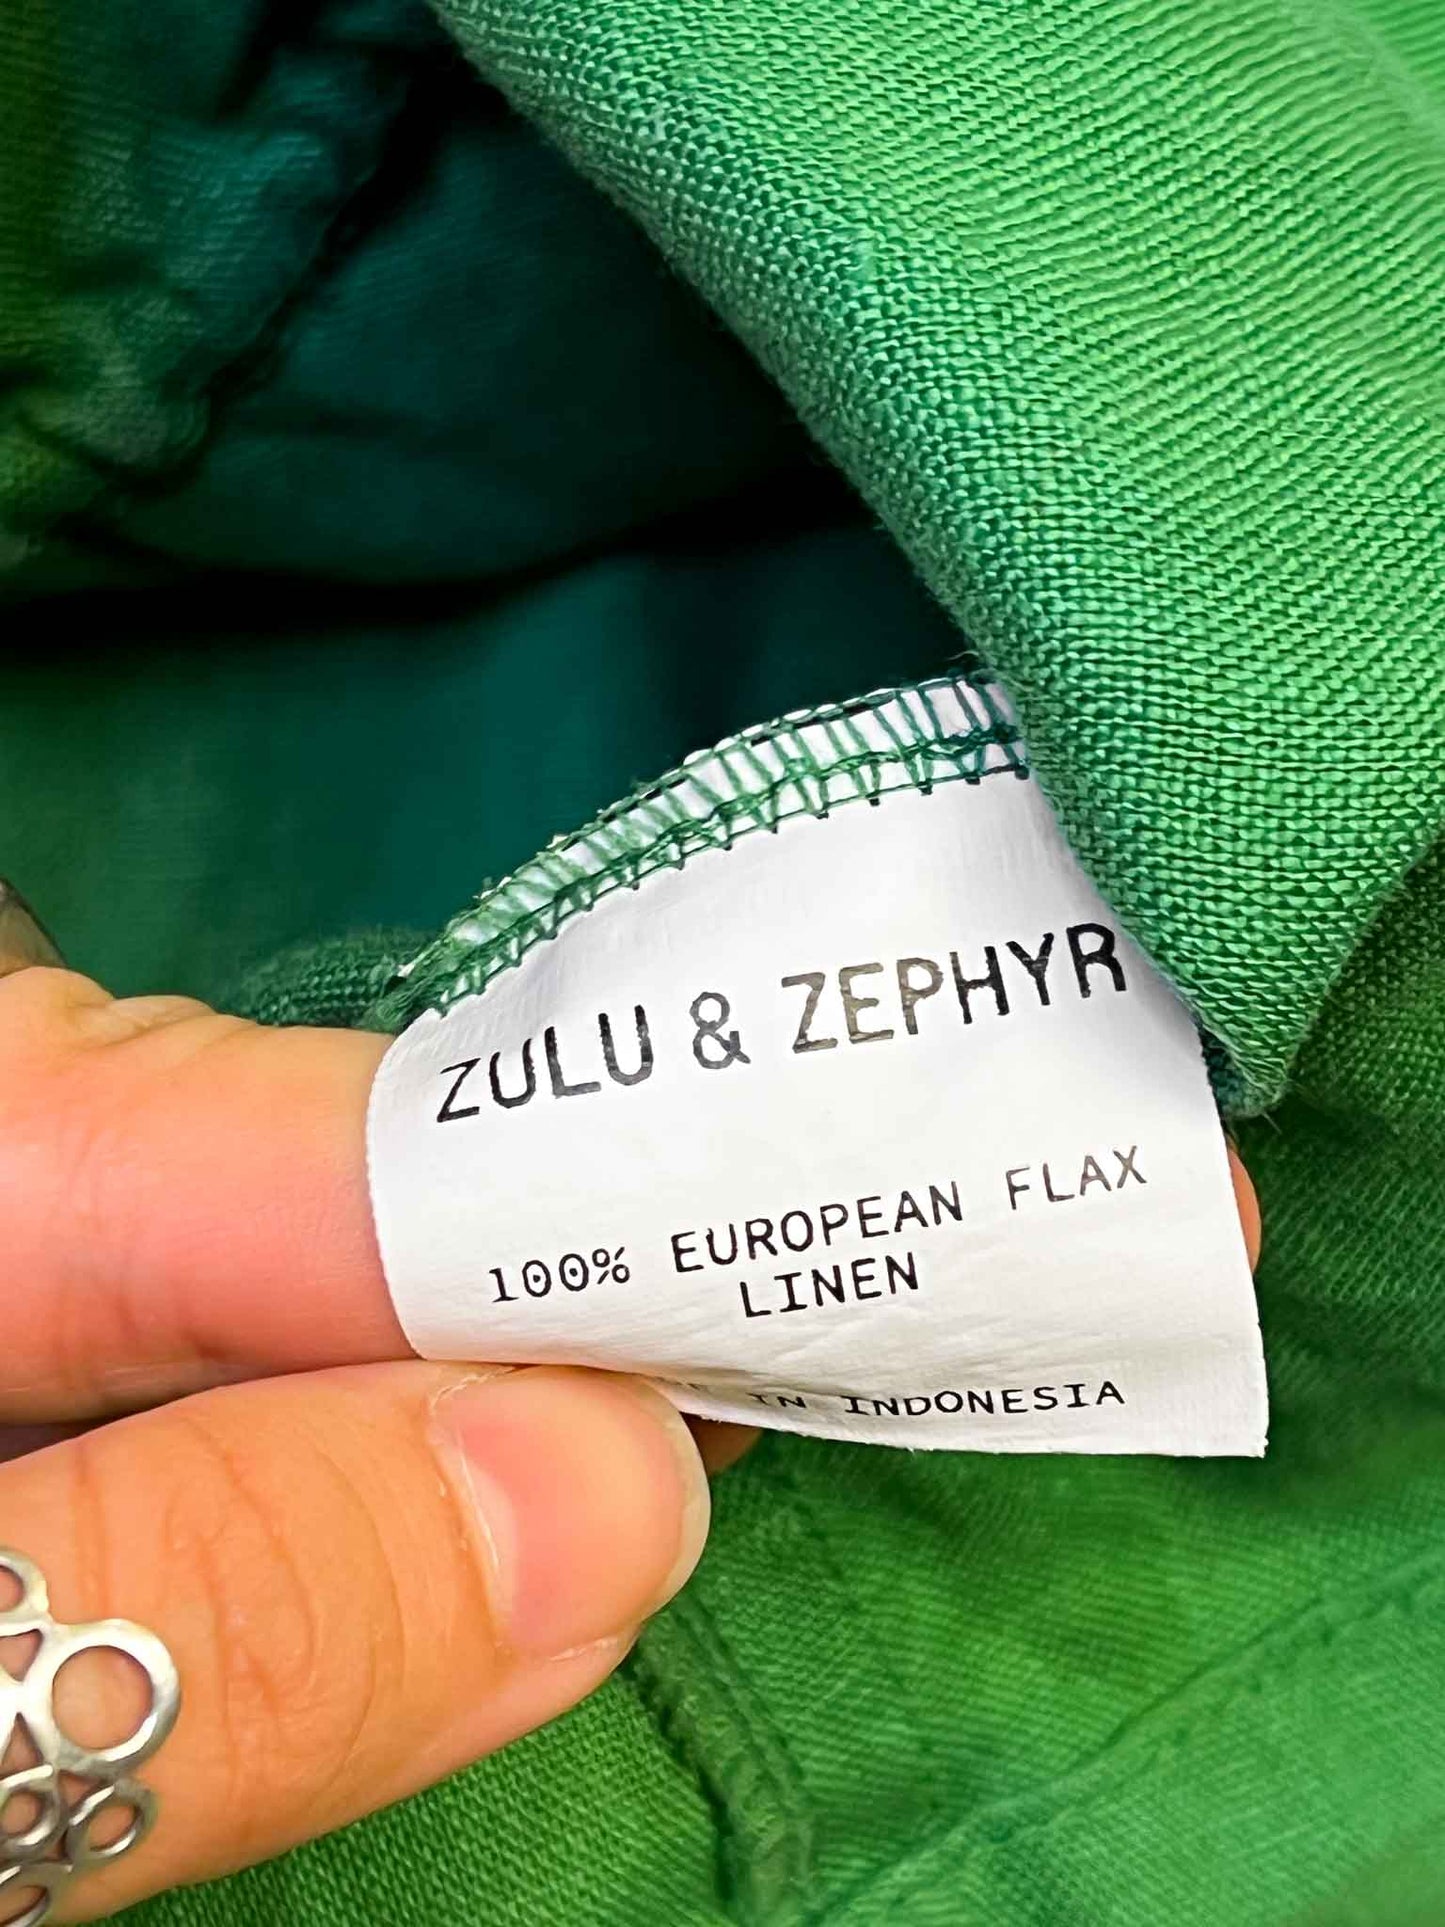 ZULU & ZEPHYR
100% EUROPEAN FLAX
LINEN
IN INDONESIA